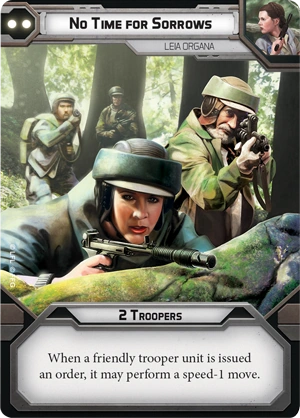 No Time for Sorrows
LEIA ORGANA
2 Troopers
When a friendly trooper unit is issued
an order, it may perform a speed-1 move.